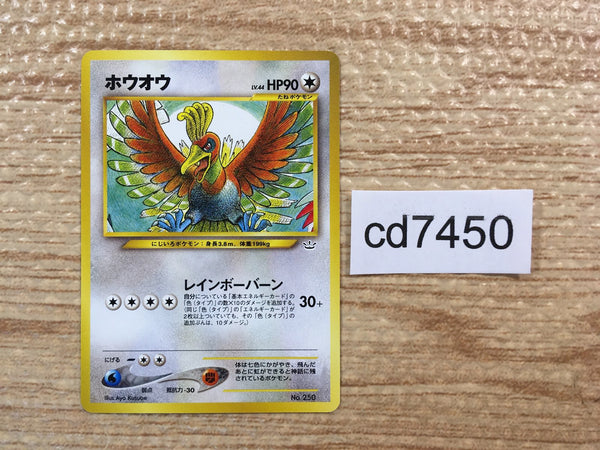 ホウオウ
LV.44 HP90
たねポケモン
にじいろポケモン:身長3.8m、体重199kg
レインボーバーン
自分についている「基本エネルギーカード」の
「色(タイプ)」の数×10のダメージを追加する。
(同じ「色(タイプ)」の「エネルギーカード」が
2枚以上ついていても、その「色(タイプ)」の
追加ぶんは、10ダメージ。)
30+
にげる
弱点
抵抗力 -30
体は七色にかがやき、飛んだ
あとに虹ができると神話に残
されているポケモン。
Illus. Aya Kusube
No.250
cd7450